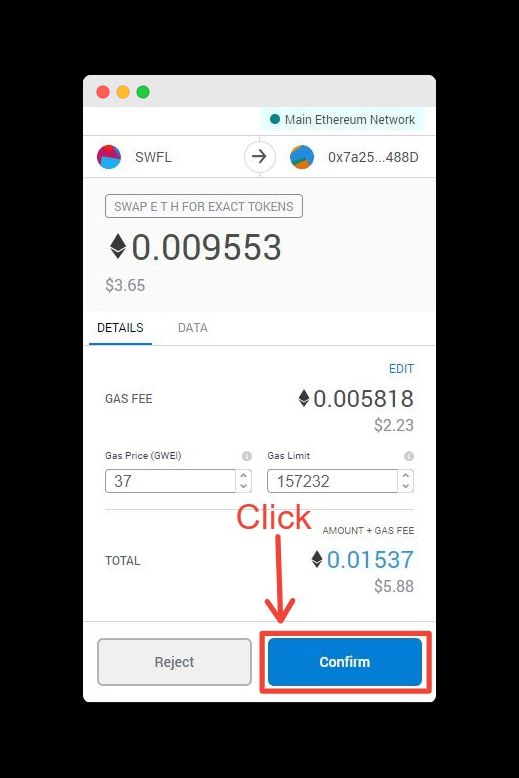 Main Ethereum Network
SWFL 0x7a25...488D
SWAP E T H FOR EXACT TOKENS
0.009553
$3.65
DETAILS DATA
EDIT
GAS FEE 0.005818
$2.23
Gas Price (GWEI) Gas Limit
37 157232
Click
AMOUNT + GAS FEE
TOTAL 0.01537
$5.88
Reject Confirm